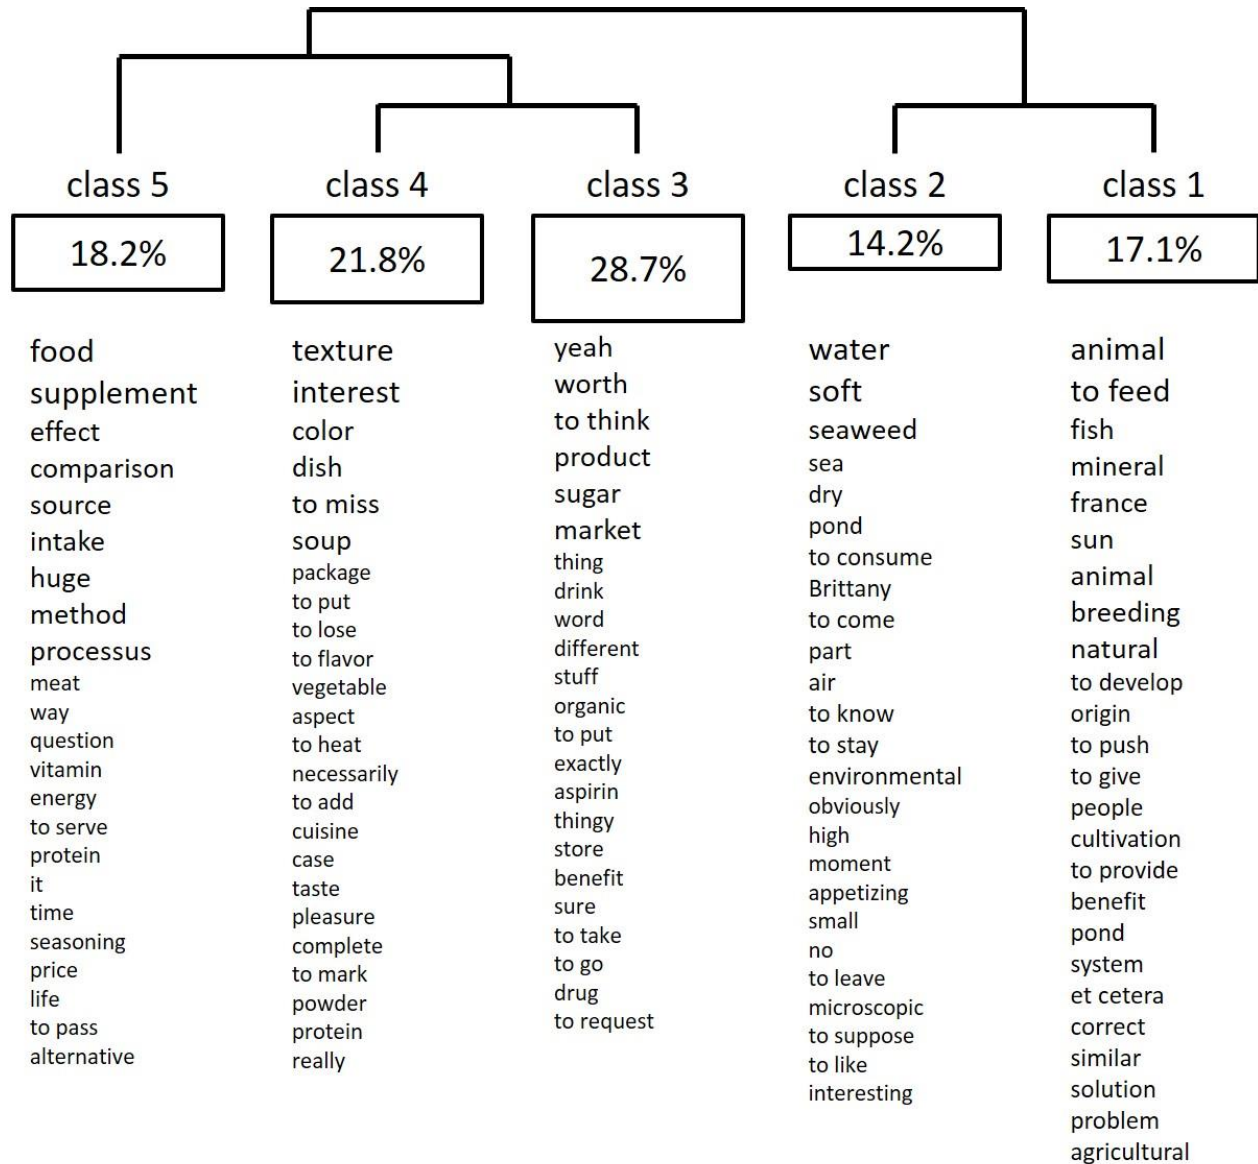 class 5
18.2%
food
supplement
effect
comparison
source
intake
huge
method
processus
meat
way
question
vitamin
energy
to serve
protein
it
time
seasoning
price
life
to pass
alternative
class 4
21.8%
texture
interest
color
dish
to miss
soup
package
to put
to lose
to flavor
vegetable
aspect
to heat
necessarily
to add
cuisine
case
taste
pleasure
complete
to mark
powder
protein
really
class 3
28.7%
yeah
worth
to think
product
sugar
market
thing
drink
word
different
stuff
organic
to put
exactly
aspirin
thingy
store
benefit
sure
to take
to go
drug
to request
class 2
14.2%
water
soft
seaweed
sea
dry
pond
to consume
Brittany
to come
part
air
to know
to stay
environmental
obviously
high
moment
appetizing
small
no
to leave
microscopic
to suppose
to like
interesting
class 1
17.1%
animal
to feed
fish
mineral
france
sun
animal
breeding
natural
to develop
origin
to push
to give
people
cultivation
to provide
benefit
pond
system
et cetera
correct
similar
solution
problem
agricultural